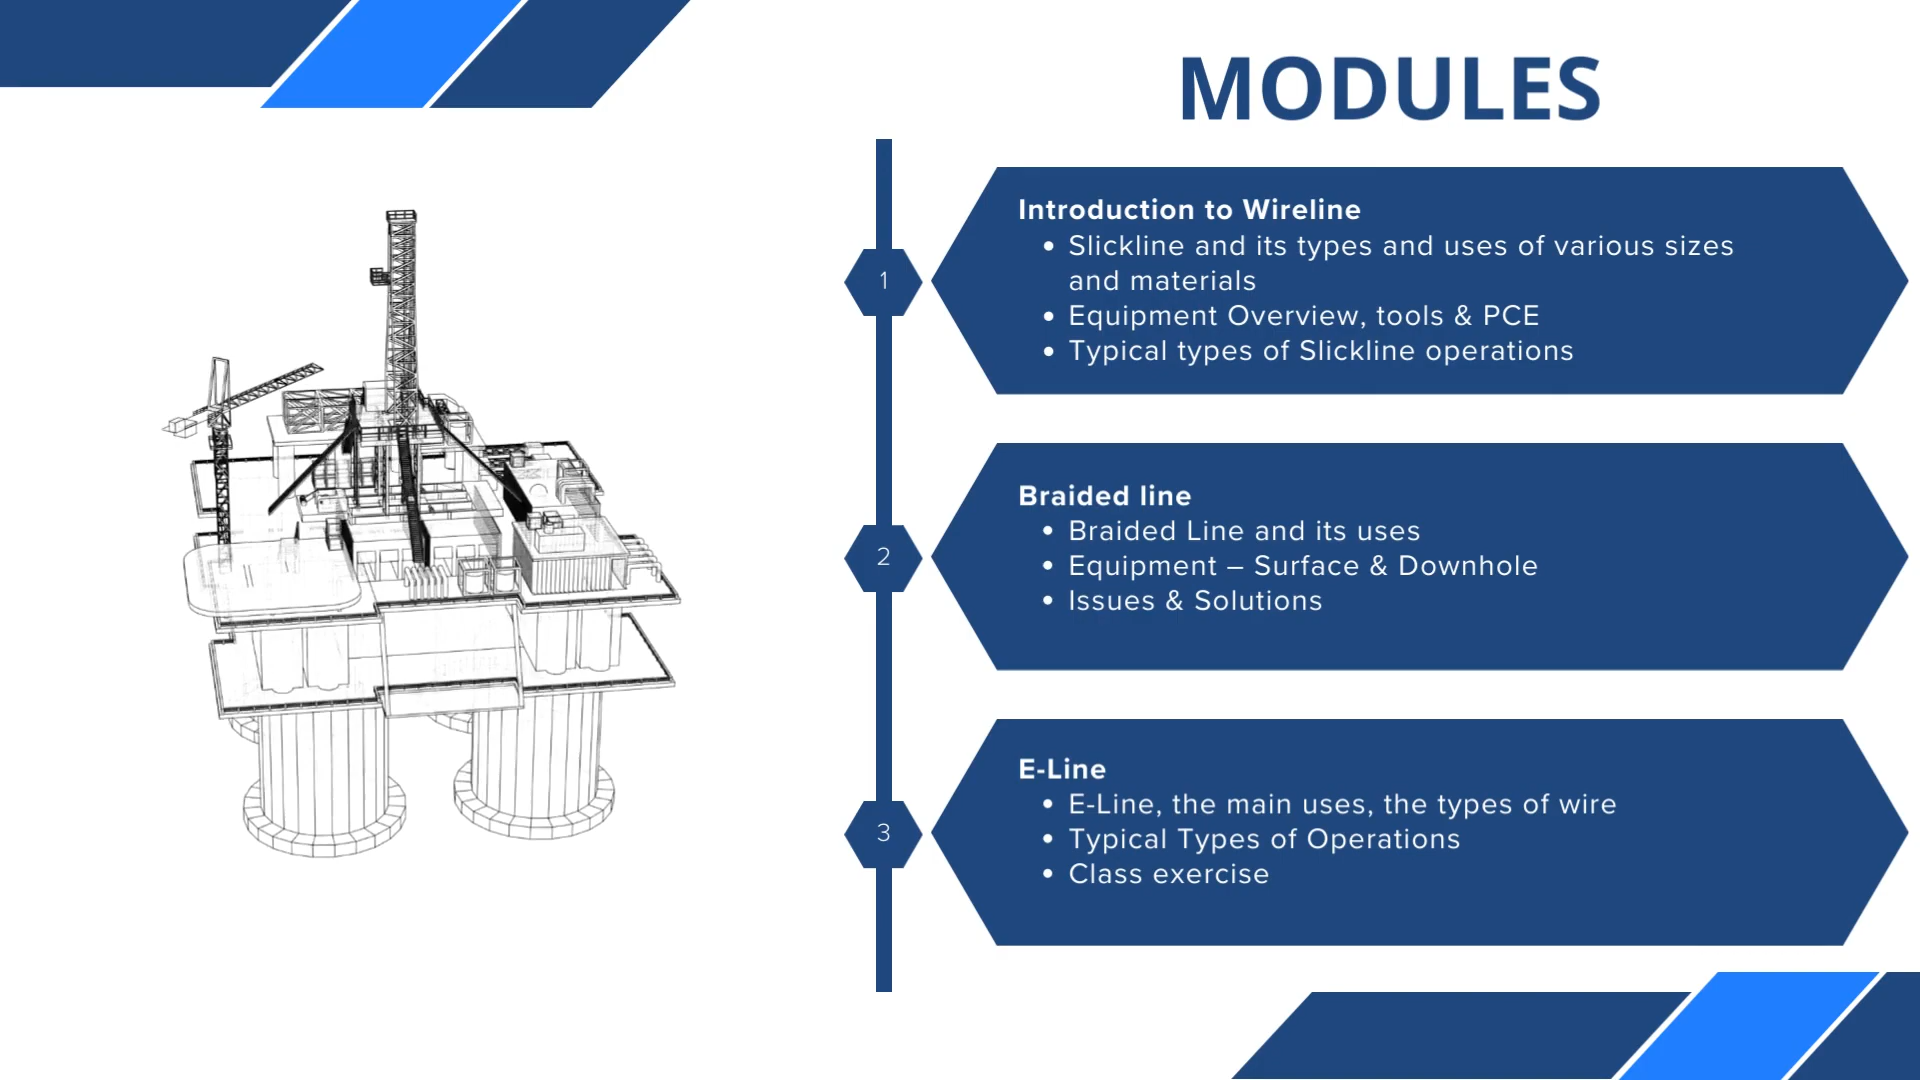 MODULES
1
Introduction to Wireline
• Slickline and its types and uses of various sizes
and materials
• Equipment Overview, tools & PCE
• Typical types of Slickline operations
2
Braided line
• Braided Line and its uses
• Equipment – Surface & Downhole
• Issues & Solutions
3
E-Line
• E-Line, the main uses, the types of wire
• Typical Types of Operations
• Class exercise